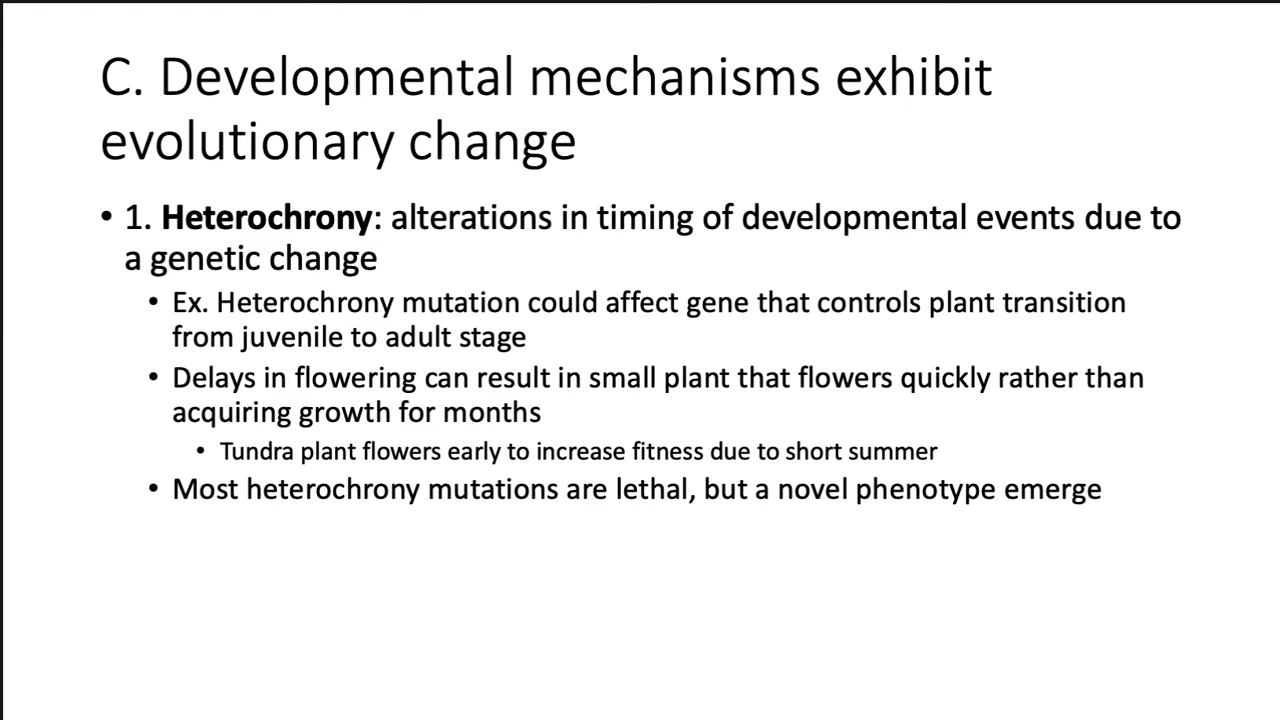 C. Developmental mechanisms exhibit
evolutionary change
• 1. Heterochrony: alterations in timing of developmental events due to
a genetic change
• Ex. Heterochrony mutation could affect gene that controls plant transition
from juvenile to adult stage
• Delays in flowering can result in small plant that flowers quickly rather than
acquiring growth for months
• Tundra plant flowers early to increase fitness due to short summer
• Most heterochrony mutations are lethal, but a novel phenotype emerge